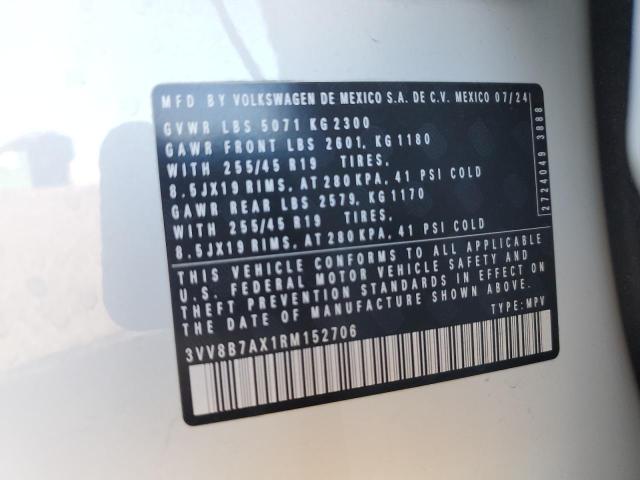 MFD BY VOLKSWAGEN DE MEXICO S.A. DE C.V. MEXICO 07/24
GVWR LBS 5071 KG 2300
GAWR FRONT LBS 2601, KG 1180
WITH 255/45 R19 TIRES.
8.5JX19 RIMS, AT 280 KPA, 41 PSI COLD
GAWR REAR LBS 2579, KG 1170
WITH 255/45 R19 TIRES.
8.5JX19 RIMS, AT 280 KPA, 41 PSI COLD
2724049 3888
THIS VEHICLE CONFORMS TO ALL APPLICABLE
U.S. FEDERAL MOTOR VEHICLE SAFETY AND
THEFT PREVENTION STANDARDS IN EFFECT ON
THE DATE OF MANUFACTURE SHOWN ABOVE.
TYPE: MPV
3VV8B7AX1RM152706